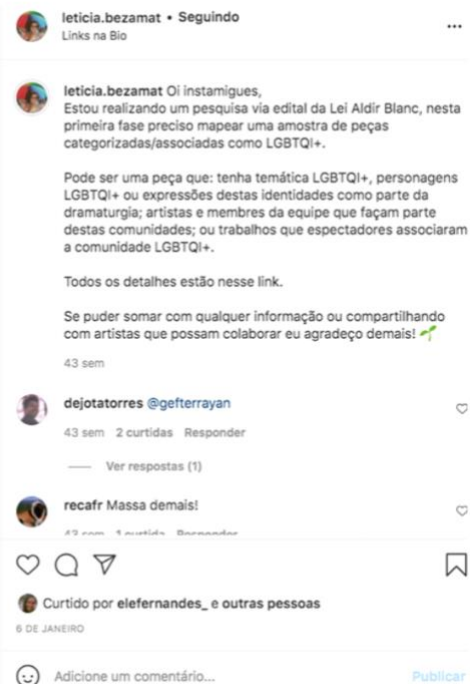 leticia.bezamat • Seguindo
Links na Bio
leticia.bezamat Oi instamigues,
Estou realizando um pesquisa via edital da Lei Aldir Blanc, nesta
primeira fase preciso mapear uma amostra de peças
categorizadas/associadas como LGBTQI+.
Pode ser uma peça que: tenha temática LGBTQI+, personagens
LGBTQI+ ou expressões destas identidades como parte da
dramaturgia; artistas e membres da equipe que façam parte
destas comunidades; ou trabalhos que espectadores associaram
a comunidade LGBTQI+.
Todos os detalhes estão nesse link.
Se puder somar com qualquer informação ou compartilhando
com artistas que possam colaborar eu agradeço demais! 🌱
43 sem
dejotatorres @gefterrayan
43 sem 2 curtidas Responder
Ver respostas (1)
recafr Massa demais!
43 sem 1 curtida Responder
Curtido por elefernandes_ e outras pessoas
6 DE JANEIRO
Adicione um comentário... Publicar